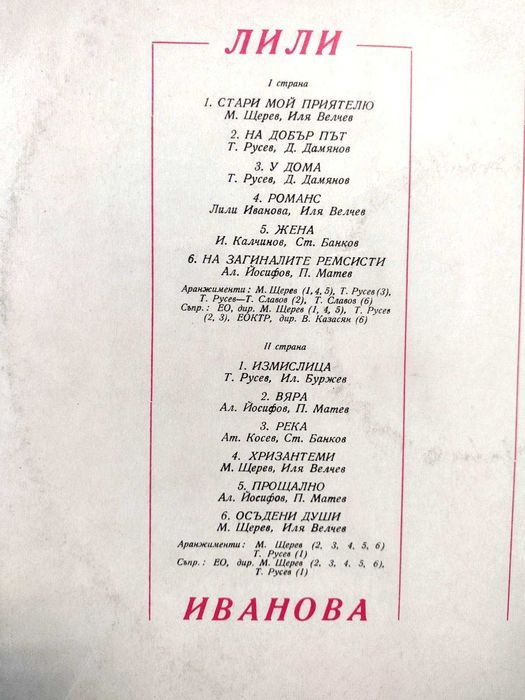 ЛИЛИ
I страна
1. СТАРИ МОЙ ПРИЯТЕЛЮ
М. Щерев, Иля Велчев
2. НА ДОБЪР ПЪТ
Т. Русев, Д. Дамянов
3. У ДОМА
Т. Русев, Д. Дамянов
4. РОМАНС
Лили Иванова, Иля Велчев
5. ЖЕНА
И. Калчинов, Ст. Банков
6. НА ЗАГИНАЛИТЕ РЕМСИСТИ
Ал. Йосифов, П. Матев
Аранжименти: М. Щерев (1, 4, 5), Т. Русев (3),
Т. Русев—Т. Славов (2), Т. Славов (6)
Съпр.: ЕО, дир. М. Щерев (1, 4, 5), Т. Русев
(2, 3), ЕОКТР, дир. В. Казасян (6)
II страна
1. ИЗМИСЛИЦА
Т. Русев, Ил. Буржев
2. ВЯРА
Ал. Йосифов, П. Матев
3. РЕКА
Ат. Косев, Ст. Банков
4. ХРИЗАНТЕМИ
М. Щерев, Иля Велчев
5. ПРОЩАЛНО
Ал. Йосифов, П. Матев
6. ОСЪДЕНИ ДУШИ
М. Щерев, Иля Велчев
Аранжименти: М. Щерев (2, 3, 4, 5, 6)
Т. Русев (1)
Съпр.: ЕО, дир. М. Щерев (2, 3, 4, 5, 6),
Т. Русев (1)
ИВАНОВА